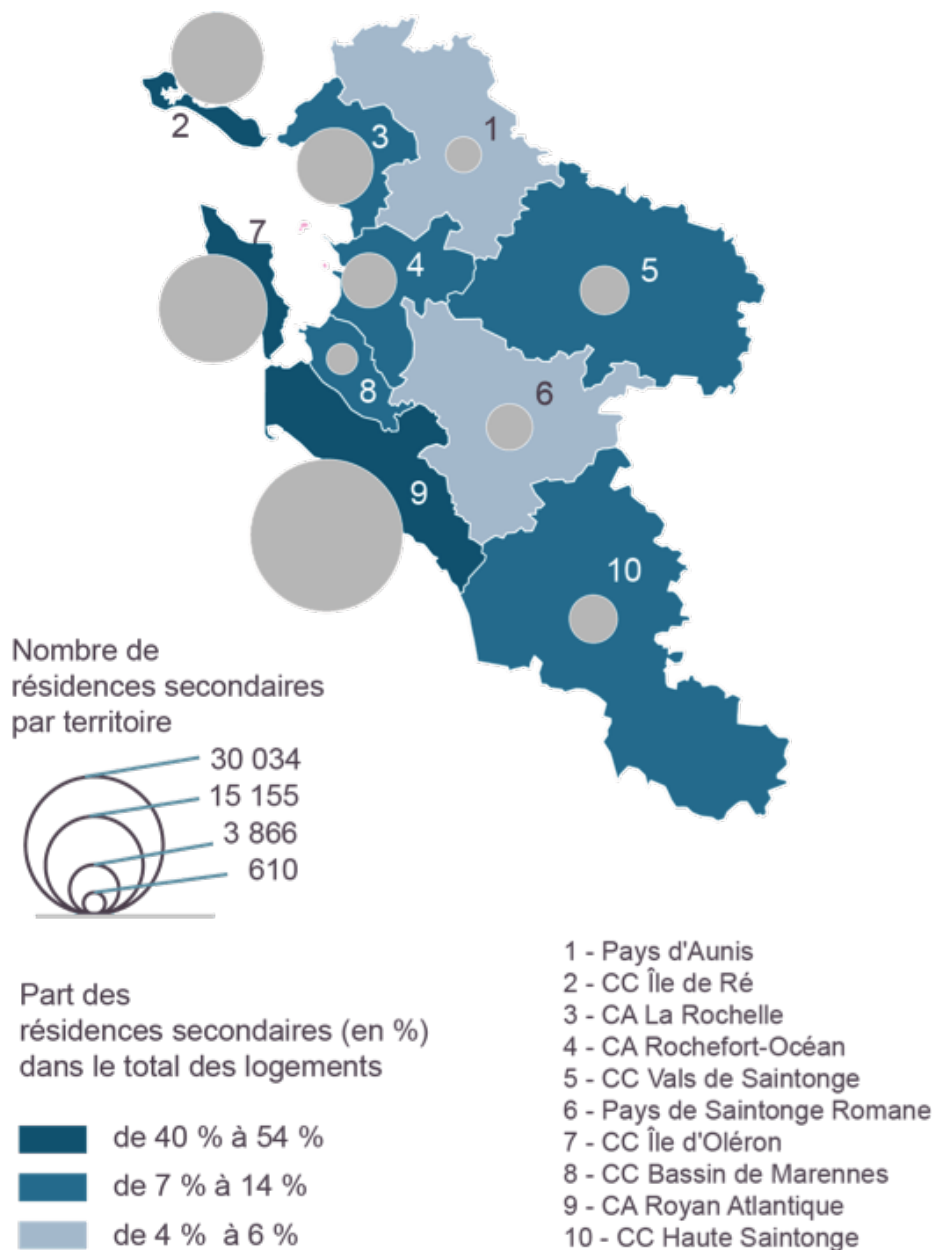 2
3
1
7
4
5
8
6
9
10
Nombre de
résidences secondaires
par territoire
30 034
15 155
3 866
610
Part des
résidences secondaires (en %)
dans le total des logements
de 40 % à 54 %
de 7 % à 14 %
de 4 % à 6 %
1 - Pays d'Aunis
2 - CC Île de Ré
3 - CA La Rochelle
4 - CA Rochefort-Océan
5 - CC Vals de Saintonge
6 - Pays de Saintonge Romane
7 - CC Île d'Oléron
8 - CC Bassin de Marennes
9 - CA Royan Atlantique
10 - CC Haute Saintonge